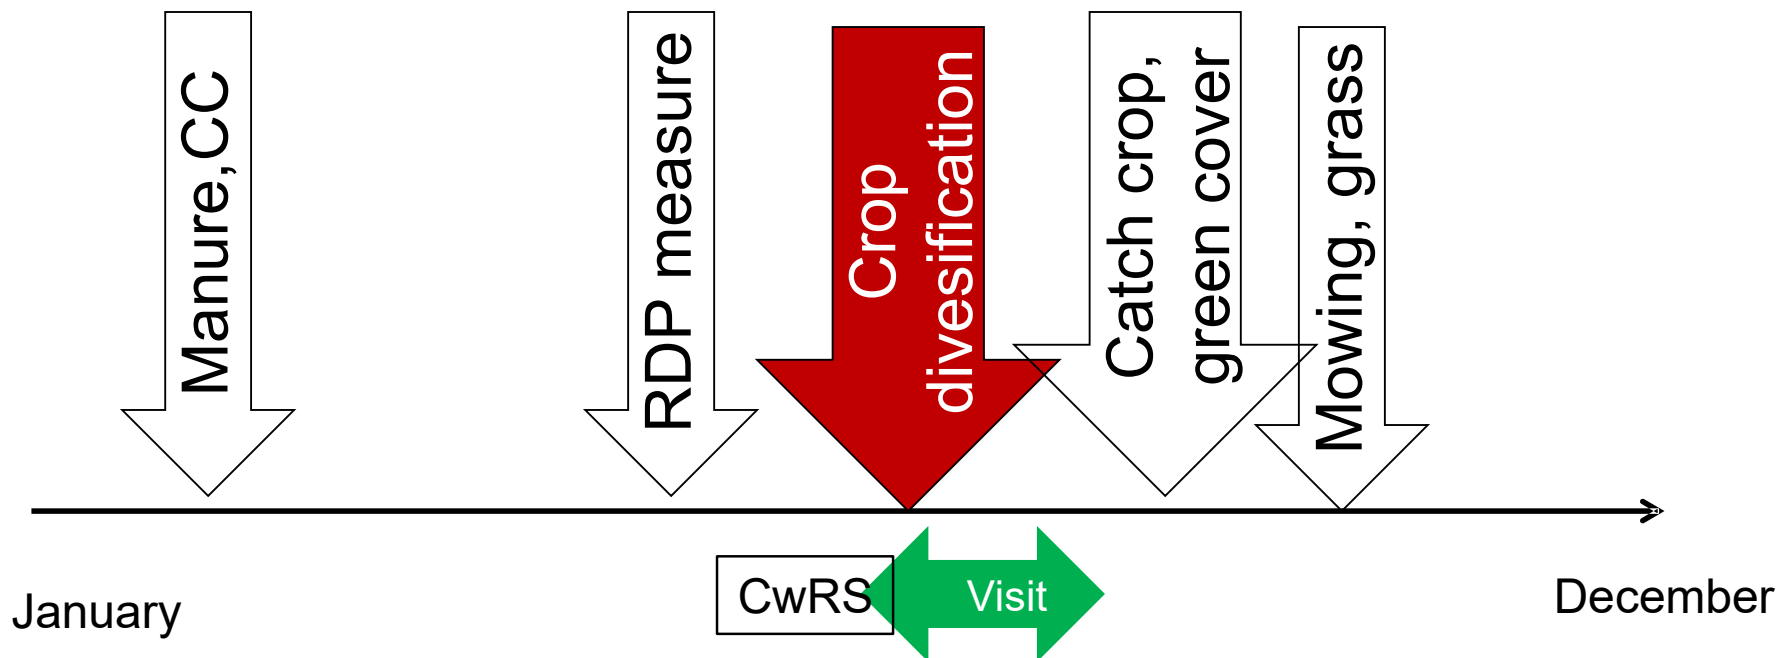 Manure,CC
RDP measure
Crop
divesification
Catch crop,
green cover
Mowing, grass
CwRS
Visit
January
December